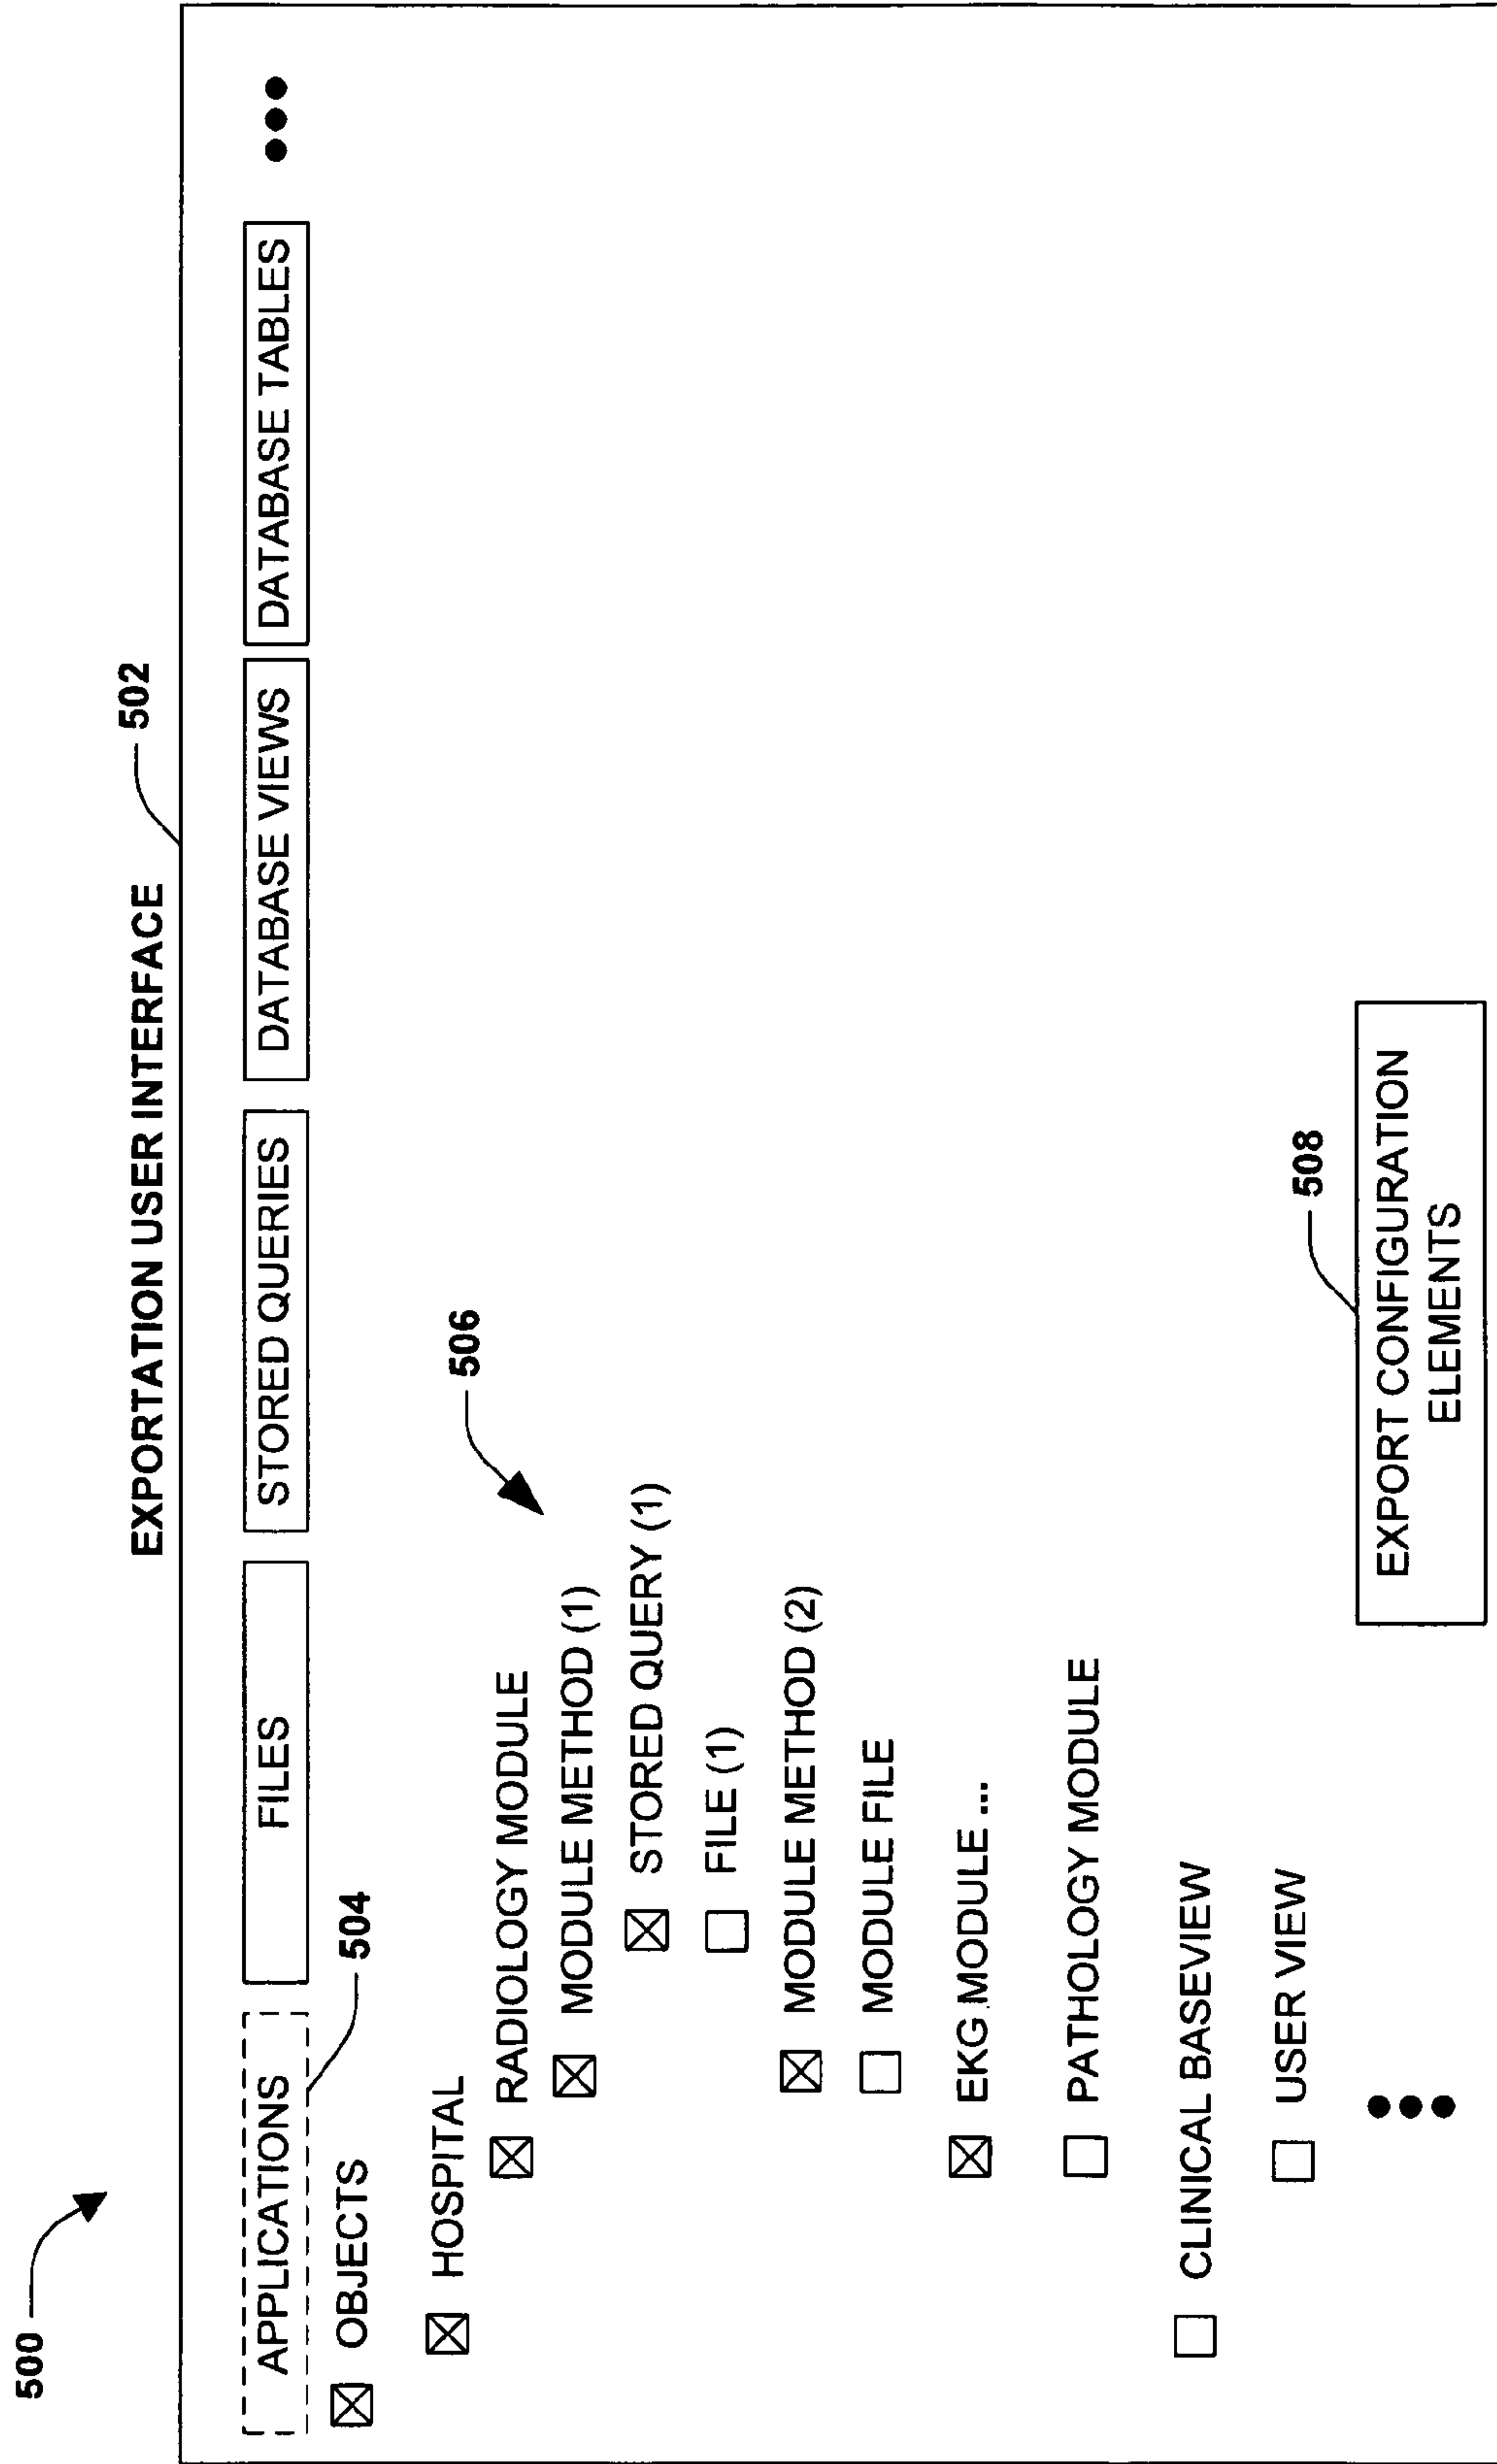 500
EXPORTATION USER INTERFACE
502
APPLICATIONS
FILES
STORED QUERIES
DATABASE VIEWS
DATABASE TABLES
504
OBJECTS
HOSPITAL
506
RADIOLOGY MODULE
MODULE METHOD (1)
STORED QUERY (1)
FILE (1)
MODULE METHOD (2)
MODULE FILE
EKG MODULE ...
PATHOLOGY MODULE
CLINICAL BASEVIEW
USER VIEW
508
EXPORT CONFIGURATION
ELEMENTS